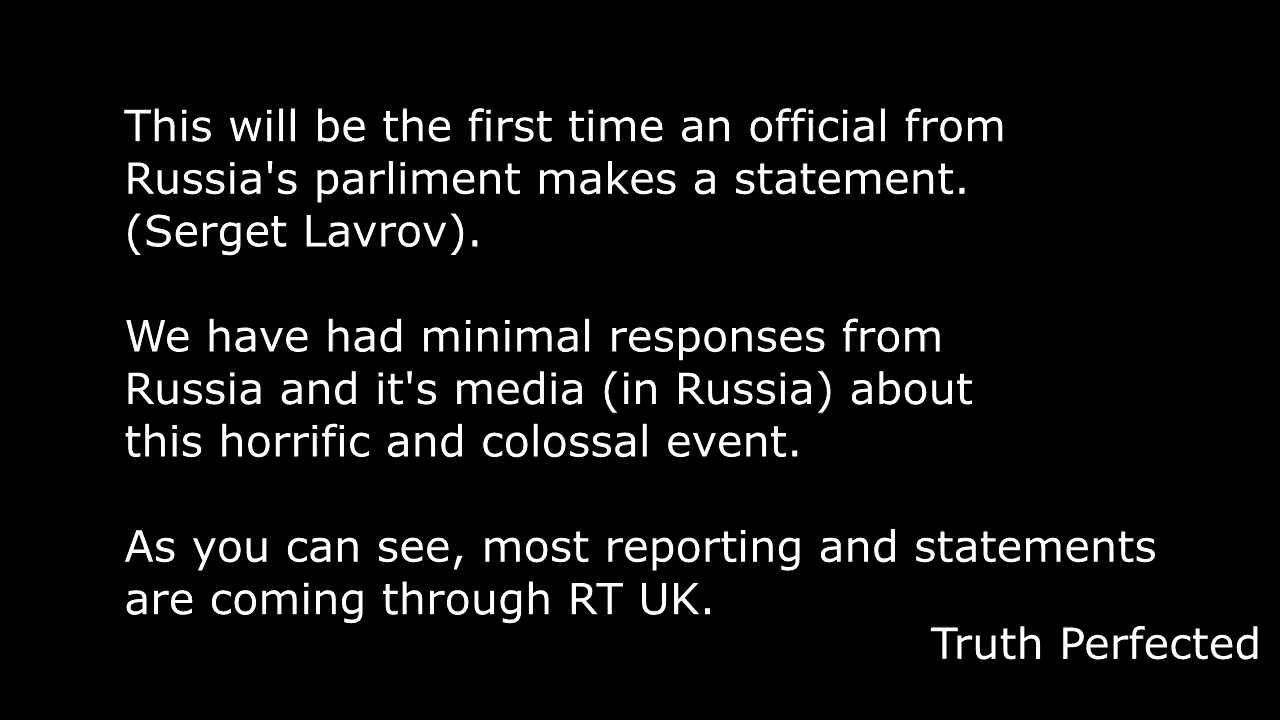 This will be the first time an official from
Russia's parliment makes a statement.
(Serget Lavrov).
We have had minimal responses from
Russia and it's media (in Russia) about
this horrific and colossal event.
As you can see, most reporting and statements
are coming through RT UK.
Truth Perfected